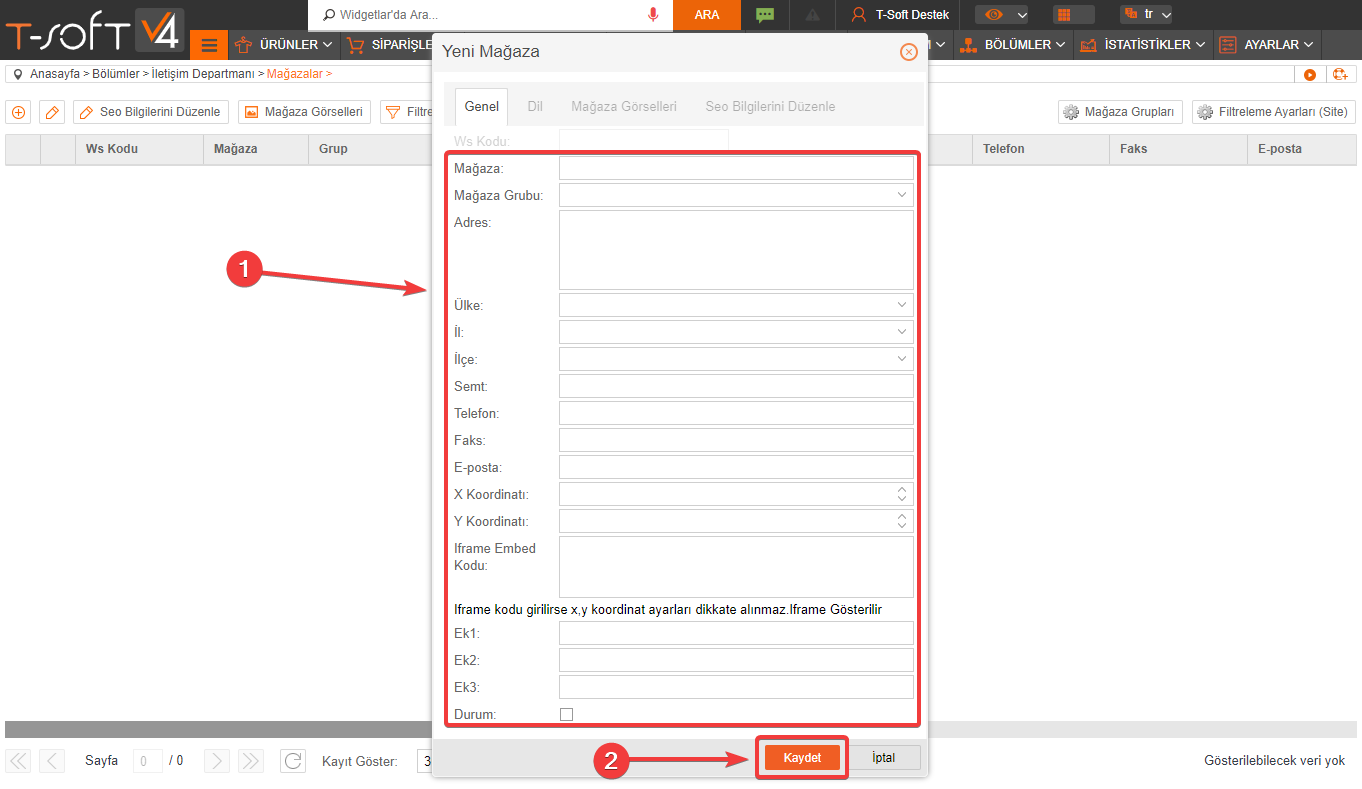 T-SOFT V4
Widgetlar'da Ara...
ARA
T-Soft Destek
tr
ÜRÜNLER
SİPARİŞLE
M
BÖLÜMLER
İSTATİSTİKLER
AYARLAR
Anasayfa > Bölümler > İletişim Departmanı > Mağazalar >
Seo Bilgilerini Düzenle
Mağaza Görselleri
Filtre
Mağaza Grupları
Filtreleme Ayarları (Site)
Ws Kodu
Mağaza
Grup
Telefon
Faks
E-posta
Yeni Mağaza
Genel
Dil
Mağaza Görselleri
Seo Bilgilerini Düzenle
Ws Kodu:
Mağaza:
Mağaza Grubu:
Adres:
1
Ülke:
İl:
İlçe:
Semt:
Telefon:
Faks:
E-posta:
X Koordinatı:
Y Koordinatı:
Iframe Embed
Kodu:
Iframe kodu girilirse x,y koordinat ayarları dikkate alınmaz.Iframe Gösterilir
Ek1:
Ek2:
Ek3:
Durum:
2
Kaydet
İptal
Sayfa
0
/ 0
Kayıt Göster:
3
Gösterilebilecek veri yok